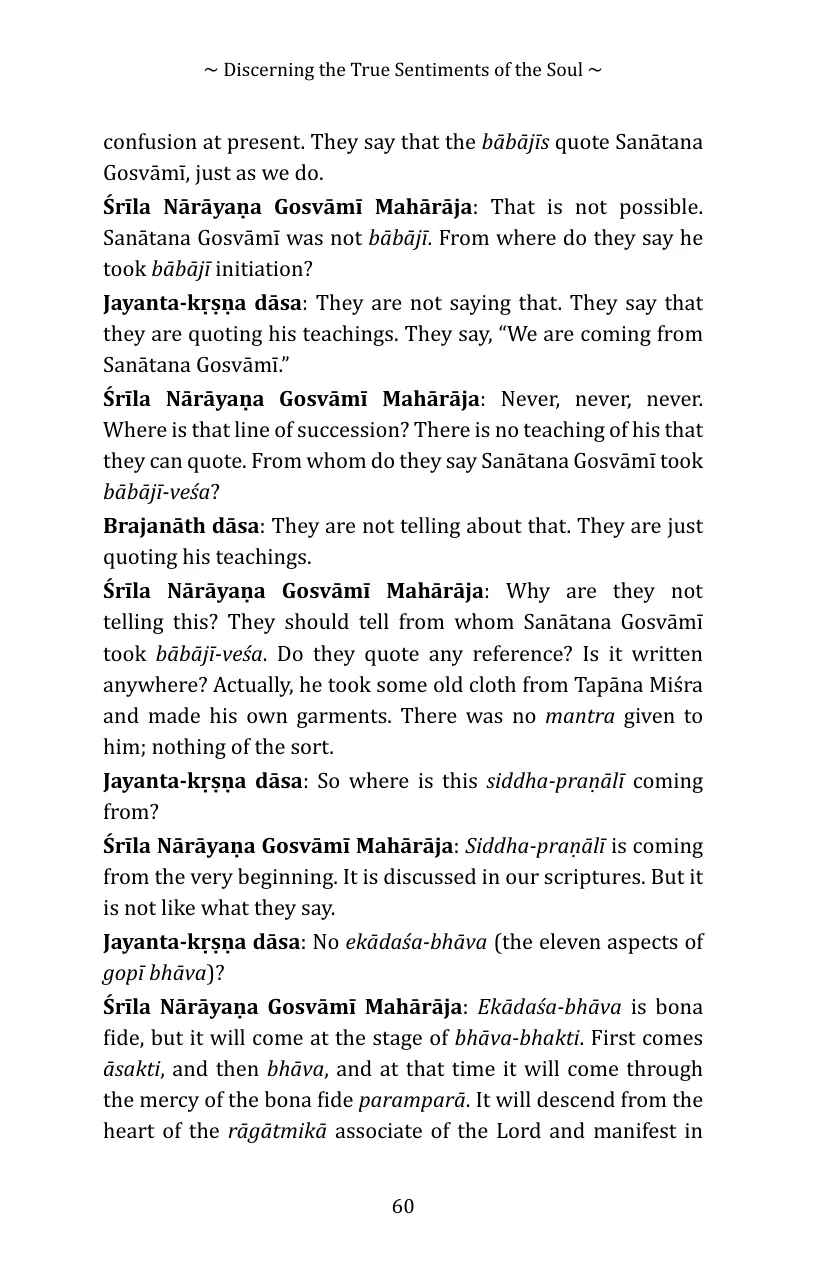 ~ Discerning the True Sentiments of the Soul ~
confusion at present. They say that the bābājīs quote Sanātana
Gosvāmī, just as we do.
Śrīla Nārāyaṇa Gosvāmī Mahārāja: That is not possible.
Sanātana Gosvāmī was not bābājī. From where do they say he
took bābājī initiation?
Jayanta-kṛṣṇa dāsa: They are not saying that. They say that
they are quoting his teachings. They say, “We are coming from
Sanātana Gosvāmī.”
Śrīla Nārāyaṇa Gosvāmī Mahārāja: Never, never, never.
Where is that line of succession? There is no teaching of his that
they can quote. From whom do they say Sanātana Gosvāmī took
bābājī-veśa?
Brajanāth dāsa: They are not telling about that. They are just
quoting his teachings.
Śrīla Nārāyaṇa Gosvāmī Mahārāja: Why are they not
telling this? They should tell from whom Sanātana Gosvāmī
took bābājī-veśa. Do they quote any reference? Is it written
anywhere? Actually, he took some old cloth from Tapāna Miśra
and made his own garments. There was no mantra given to
him; nothing of the sort.
Jayanta-kṛṣṇa dāsa: So where is this siddha-praṇālī coming
from?
Śrīla Nārāyaṇa Gosvāmī Mahārāja: Siddha-praṇālī is coming
from the very beginning. It is discussed in our scriptures. But it
is not like what they say.
Jayanta-kṛṣṇa dāsa: No ekādaśa-bhāva (the eleven aspects of
gopī bhāva)?
Śrīla Nārāyaṇa Gosvāmī Mahārāja: Ekādaśa-bhāva is bona
fide, but it will come at the stage of bhāva-bhakti. First comes
āsakti, and then bhāva, and at that time it will come through
the mercy of the bona fide paramparā. It will descend from the
heart of the rāgātmikā associate of the Lord and manifest in
60